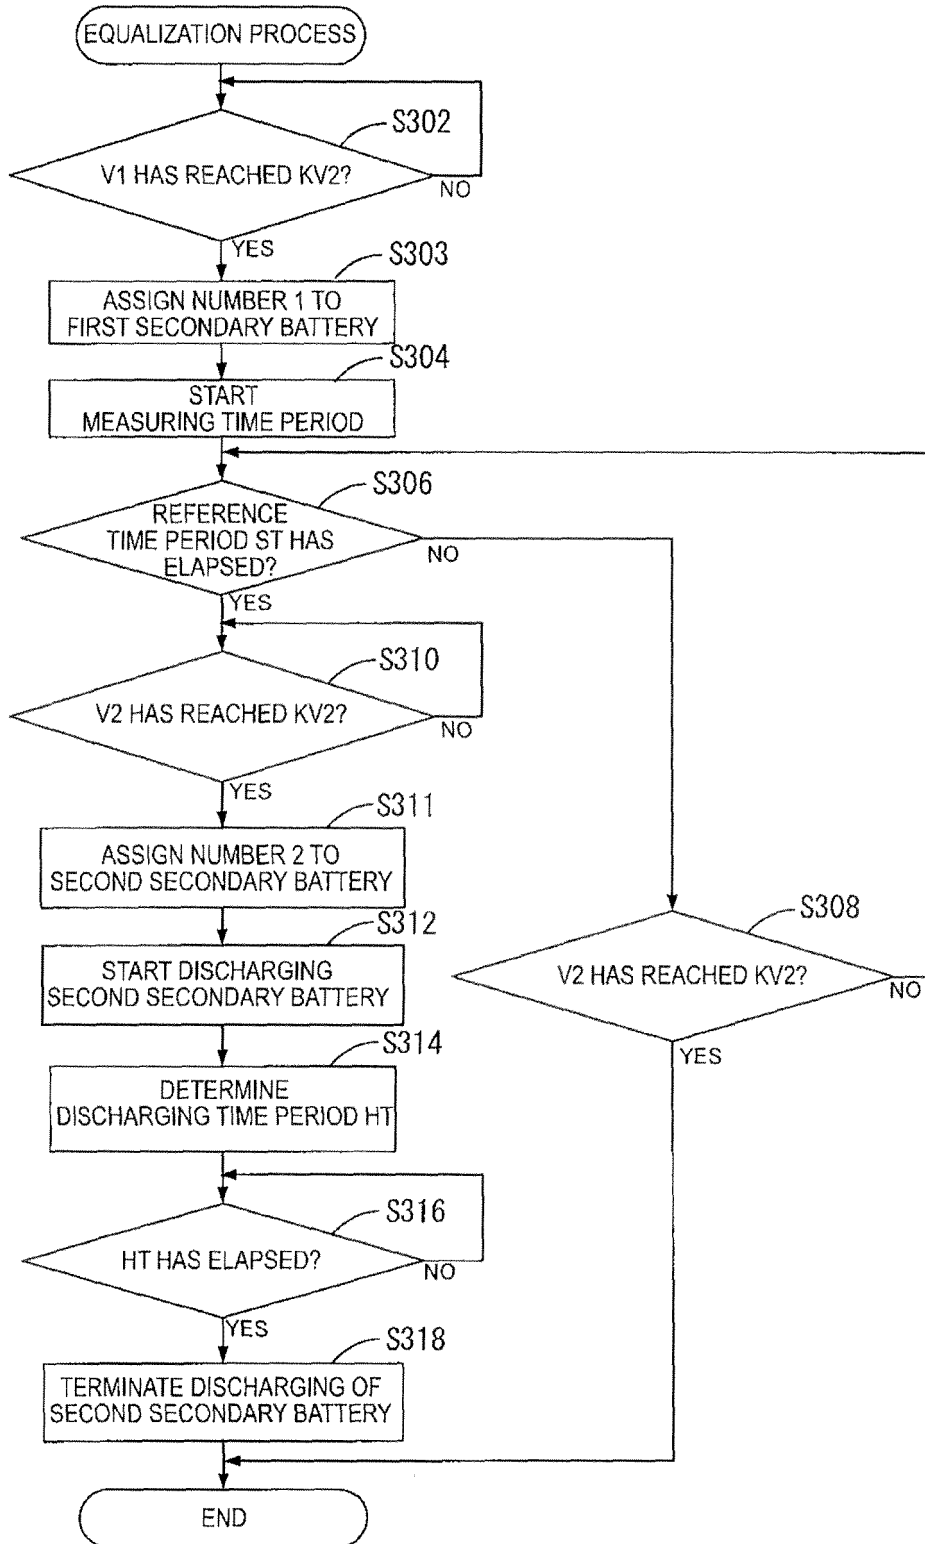 EQUALIZATION PROCESS
S302
V1 HAS REACHED KV2?
NO
YES
S303
ASSIGN NUMBER 1 TO
FIRST SECONDARY BATTERY
S304
START
MEASURING TIME PERIOD
S306
REFERENCE
TIME PERIOD ST HAS
ELAPSED?
NO
YES
S310
V2 HAS REACHED KV2?
NO
YES
S311
ASSIGN NUMBER 2 TO
SECOND SECONDARY BATTERY
S312
START DISCHARGING
SECOND SECONDARY BATTERY
S308
V2 HAS REACHED KV2?
NO
YES
S314
DETERMINE
DISCHARGING TIME PERIOD HT
S316
HT HAS ELAPSED?
NO
YES
S318
TERMINATE DISCHARGING OF
SECOND SECONDARY BATTERY
END